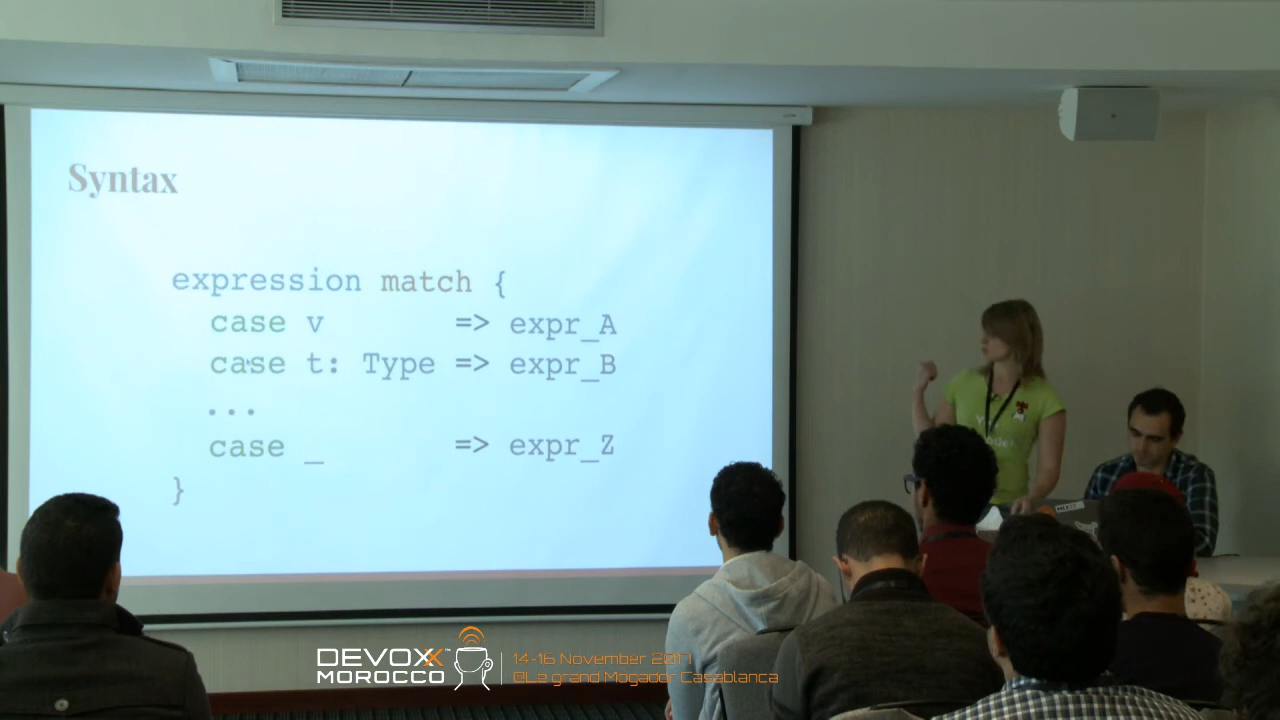 Syntax
expression match {
case v => expr_A
case t: Type => expr_B
...
case _ => expr_Z
}
DEVOXX™
MOROCCO
14-16 November 2017
@Le grand Mogador Casablanca